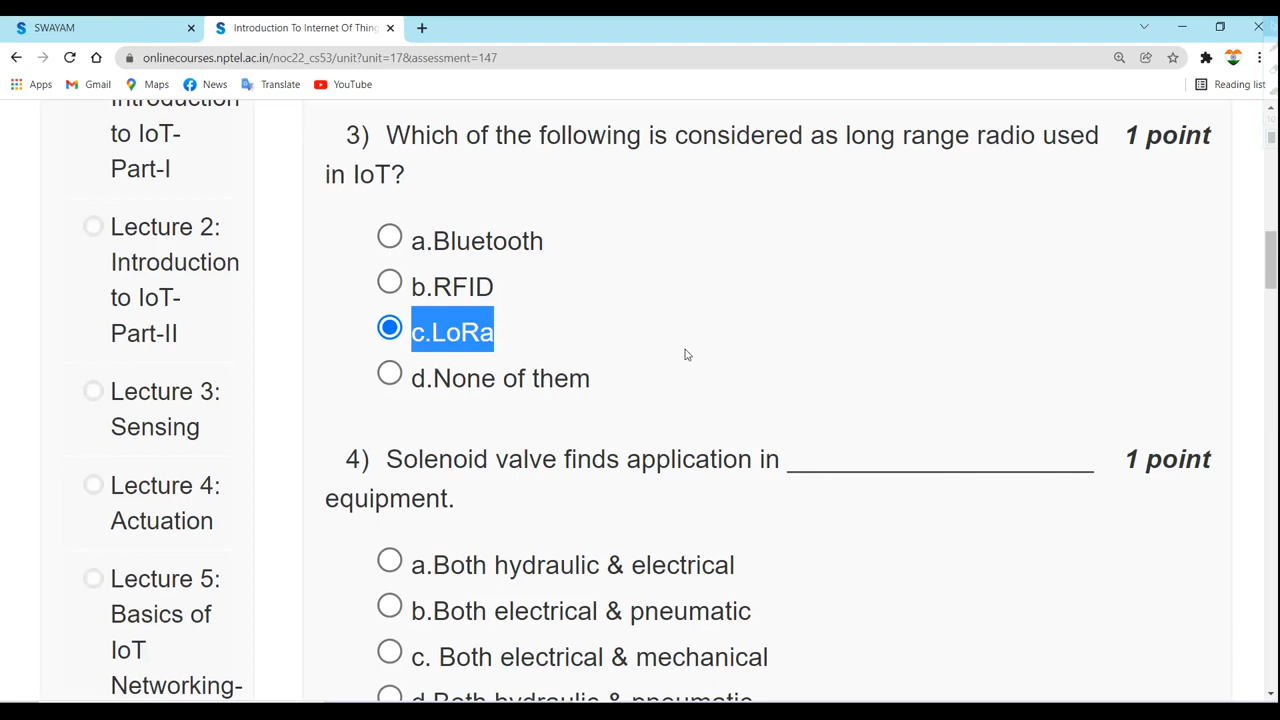 SWAYAM
Introduction To Internet Of Thing
onlinecourses.nptel.ac.in/noc22_cs53/unit?unit=17&assessment=147
Apps Gmail Maps News Translate YouTube Reading list
Introduction
to IoT-
Part-I
Lecture 2:
Introduction
to IoT-
Part-II
Lecture 3:
Sensing
Lecture 4:
Actuation
Lecture 5:
Basics of
IoT
Networking-
3) Which of the following is considered as long range radio used 1 point
in IoT?
a.Bluetooth
b.RFID
c.LoRa
d.None of them
4) Solenoid valve finds application in ______________________ 1 point
equipment.
a.Both hydraulic & electrical
b.Both electrical & pneumatic
c. Both electrical & mechanical
d.Both hydraulic & pneumatic